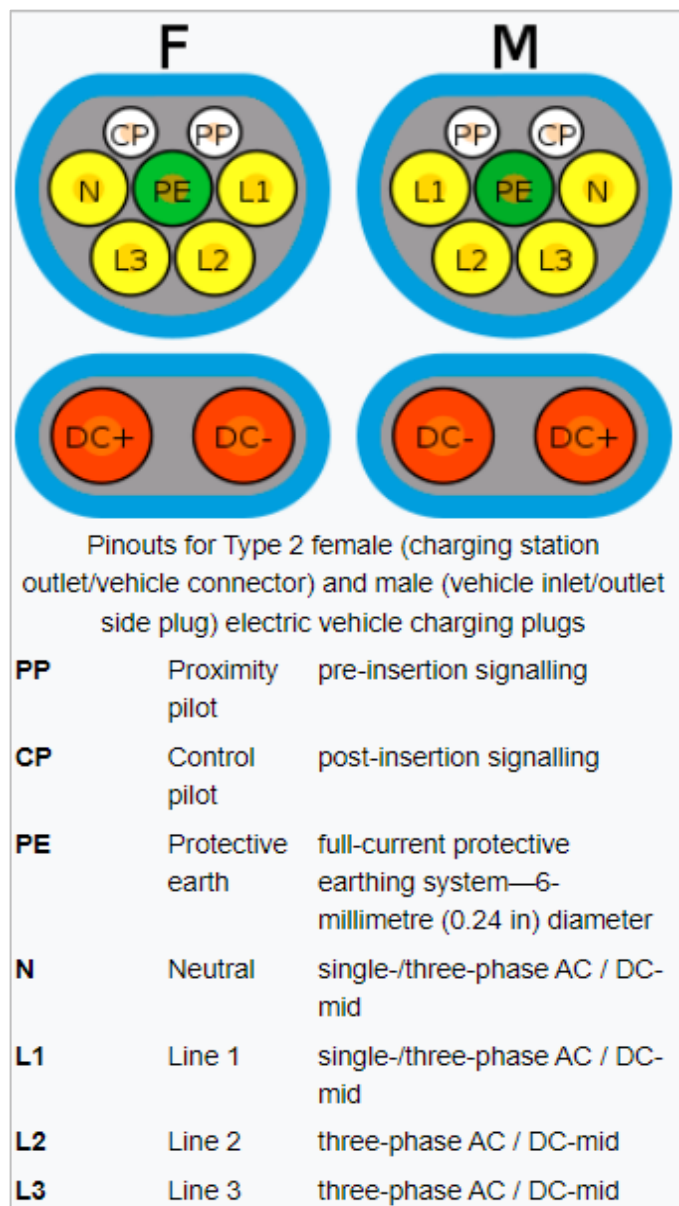 F M
CP PP PP CP
N PE L1 L1 PE N
L3 L2 L2 L3
DC+ DC- DC- DC+
Pinouts for Type 2 female (charging station
outlet/vehicle connector) and male (vehicle inlet/outlet
side plug) electric vehicle charging plugs
PP Proximity pre-insertion signalling
pilot
CP Control post-insertion signalling
pilot
PE Protective full-current protective
earth earthing system—6-
millimetre (0.24 in) diameter
N Neutral single-/three-phase AC / DC-
mid
L1 Line 1 single-/three-phase AC / DC-
mid
L2 Line 2 three-phase AC / DC-mid
L3 Line 3 three-phase AC / DC-mid